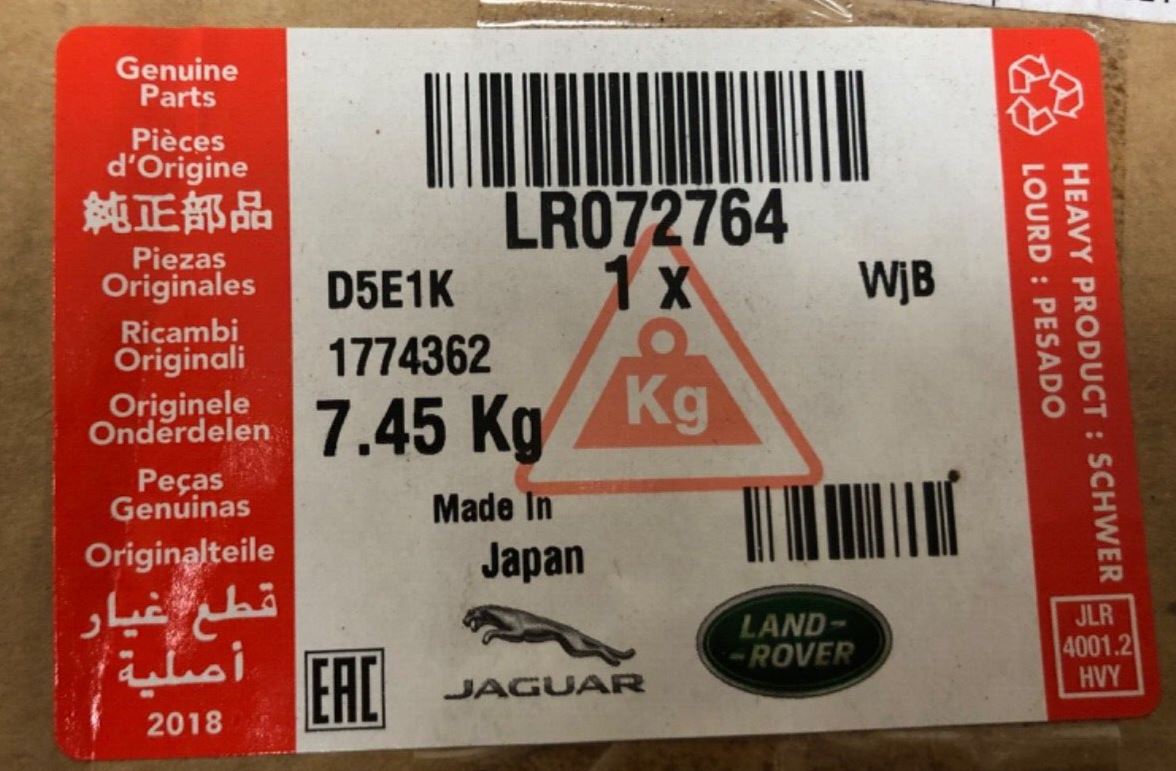 Genuine
Parts
Pièces
d'Origine
純正部品
Piezas
Originales
Ricambi
Originali
Originele
Onderdelen
Peças
Genuinas
Originalteile
قطع غيار
أصلية
2018
LR072764
D5E1K 1 x WjB
1774362
7.45 Kg
Kg
Made In
Japan
EAC
JAGUAR
LAND-
-ROVER
HEAVY PRODUCT : SCHWER
LOURD : PESADO
JLR
4001.2
HVY